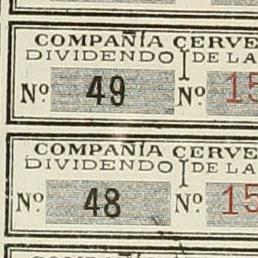 COMPAÑIA CERVE
DIVIDENDO DE LA
Nº 49 Nº 15
COMPAÑIA CERVE
DIVIDENDO DE LA
Nº 48 Nº 15